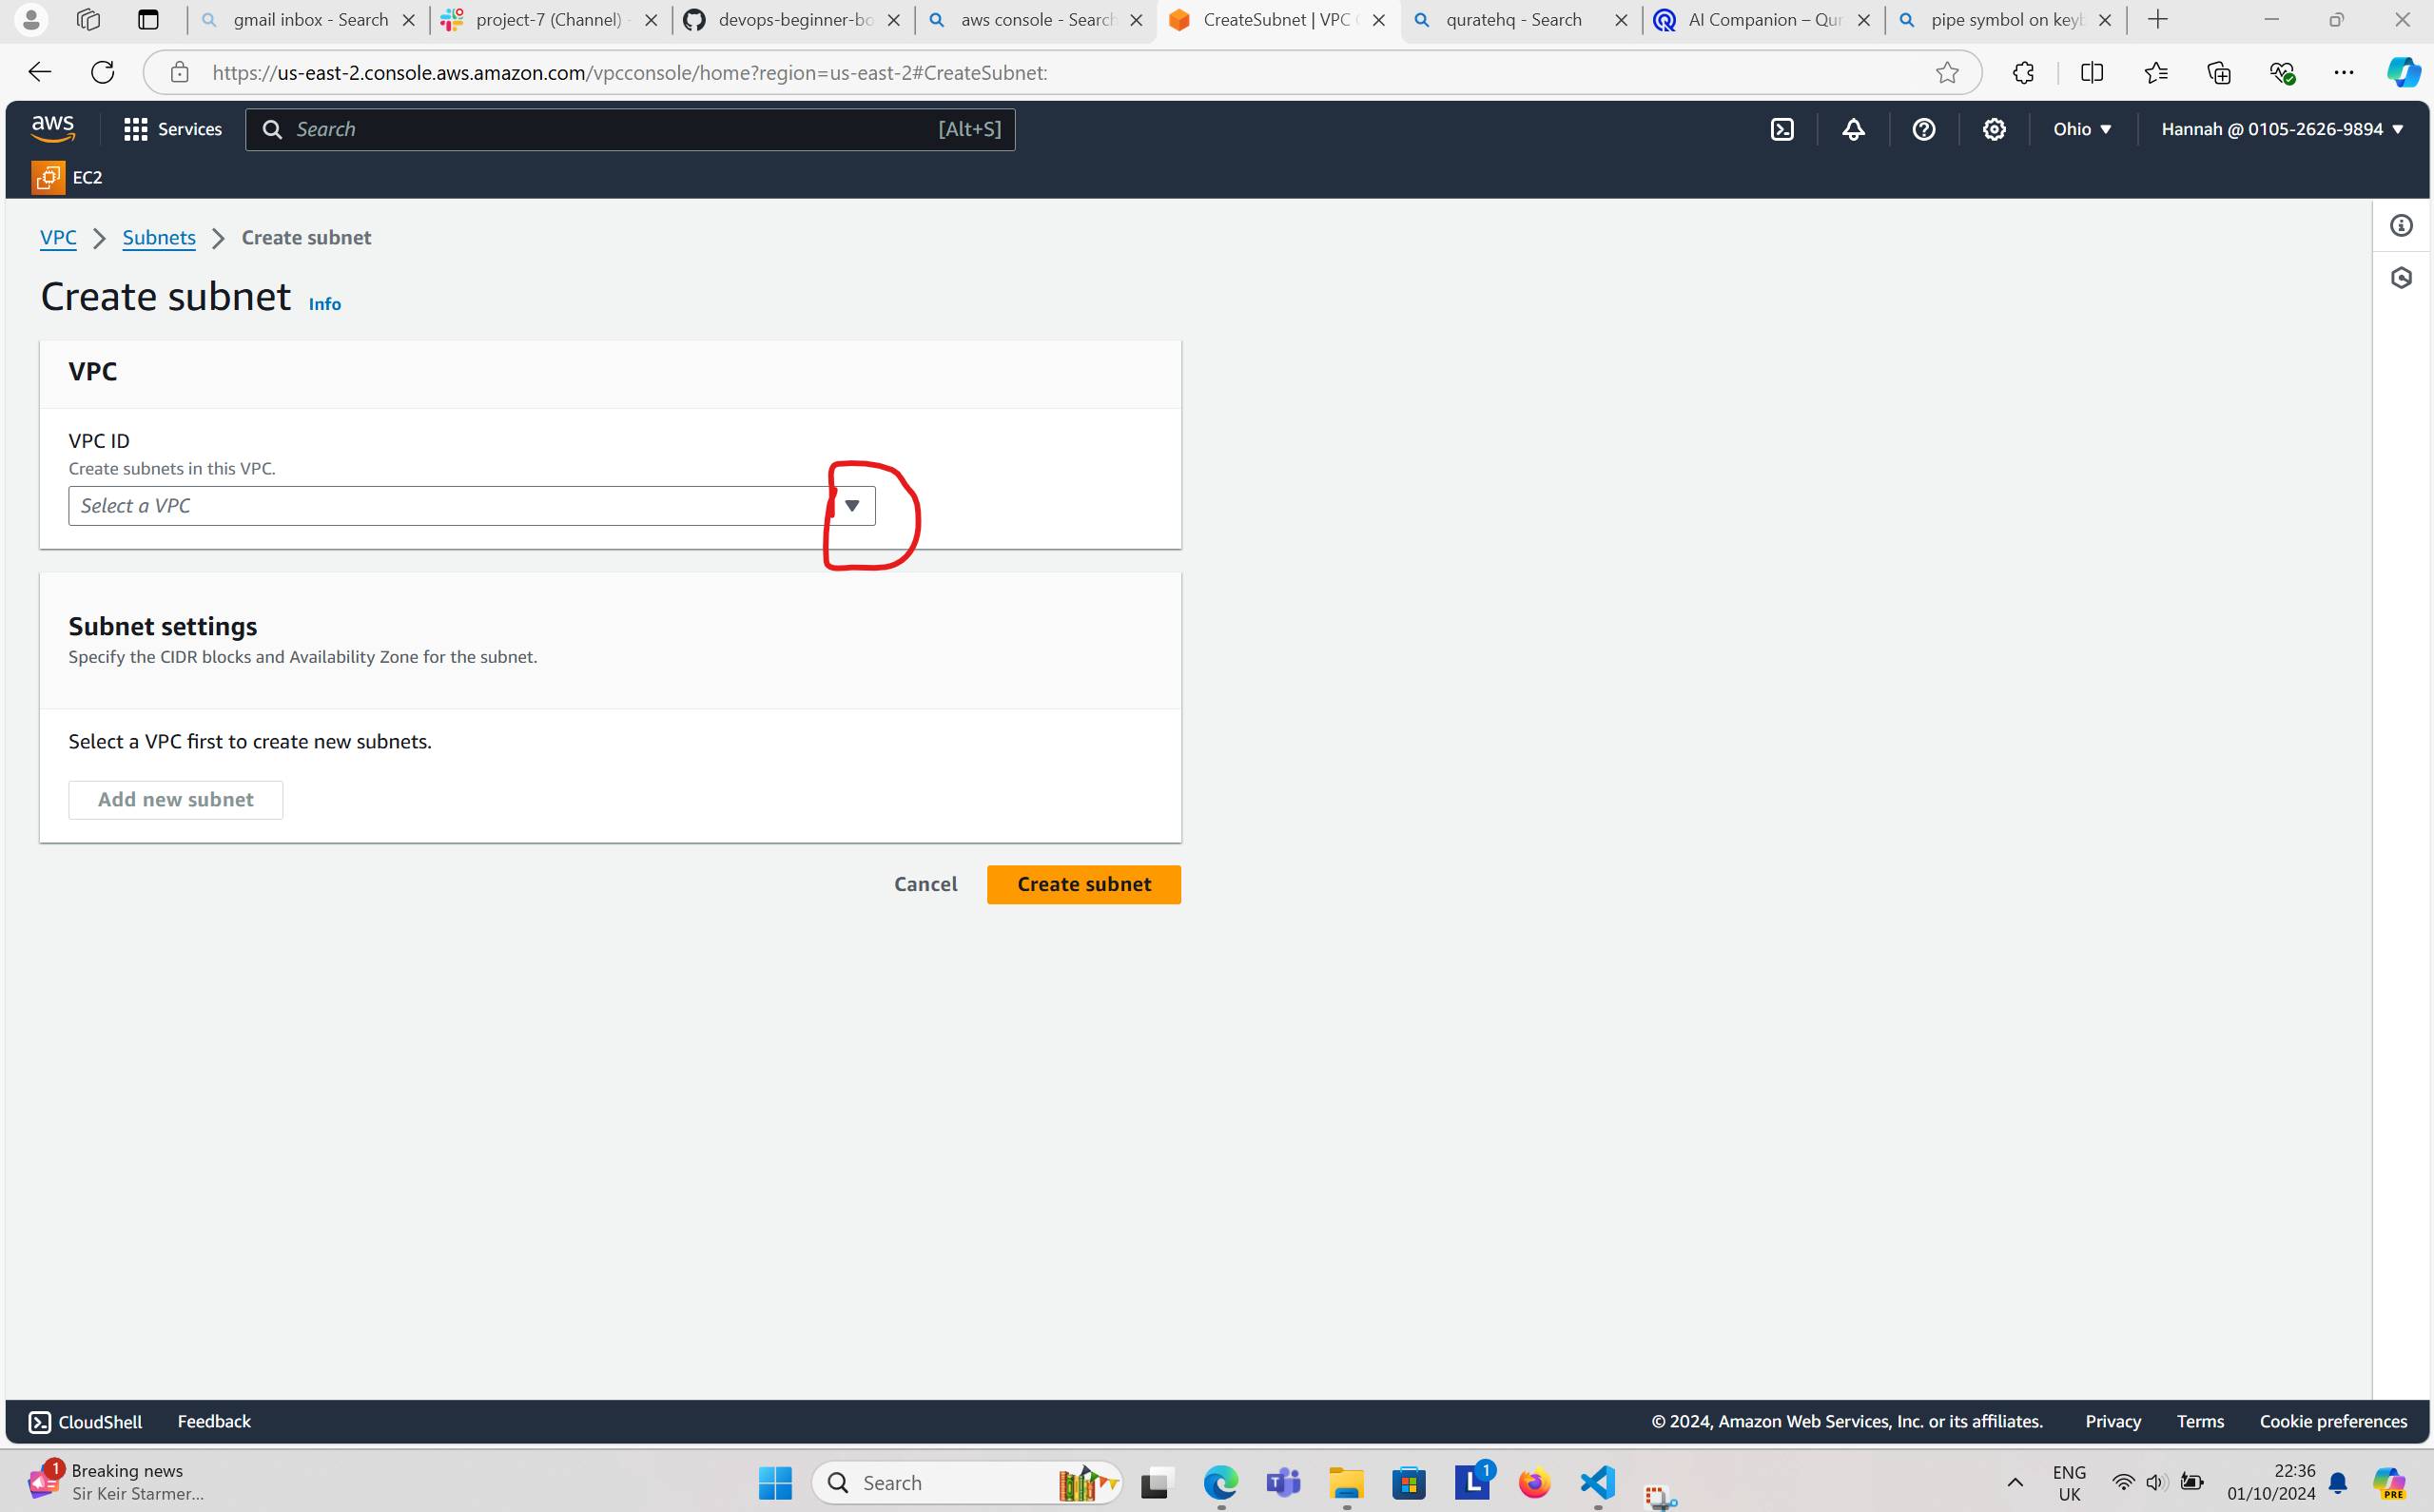 gmail inbox - Search
project-7 (Channel) -
devops-beginner-bo
aws console - Search
CreateSubnet | VPC C
quratehq - Search
AI Companion – Qur
pipe symbol on keyb
https://us-east-2.console.aws.amazon.com/vpcconsole/home?region=us-east-2#CreateSubnet:
aws
Services
Search
[Alt+S]
Ohio
Hannah @ 0105-2626-9894
EC2
VPC
Subnets
Create subnet
Create subnet
Info
VPC
VPC ID
Create subnets in this VPC.
Select a VPC
Subnet settings
Specify the CIDR blocks and Availability Zone for the subnet.
Select a VPC first to create new subnets.
Add new subnet
Cancel
Create subnet
CloudShell
Feedback
© 2024, Amazon Web Services, Inc. or its affiliates.
Privacy
Terms
Cookie preferences
1
Breaking news
Sir Keir Starmer...
Search
L
1
ENG
UK
22:36
01/10/2024
PRE